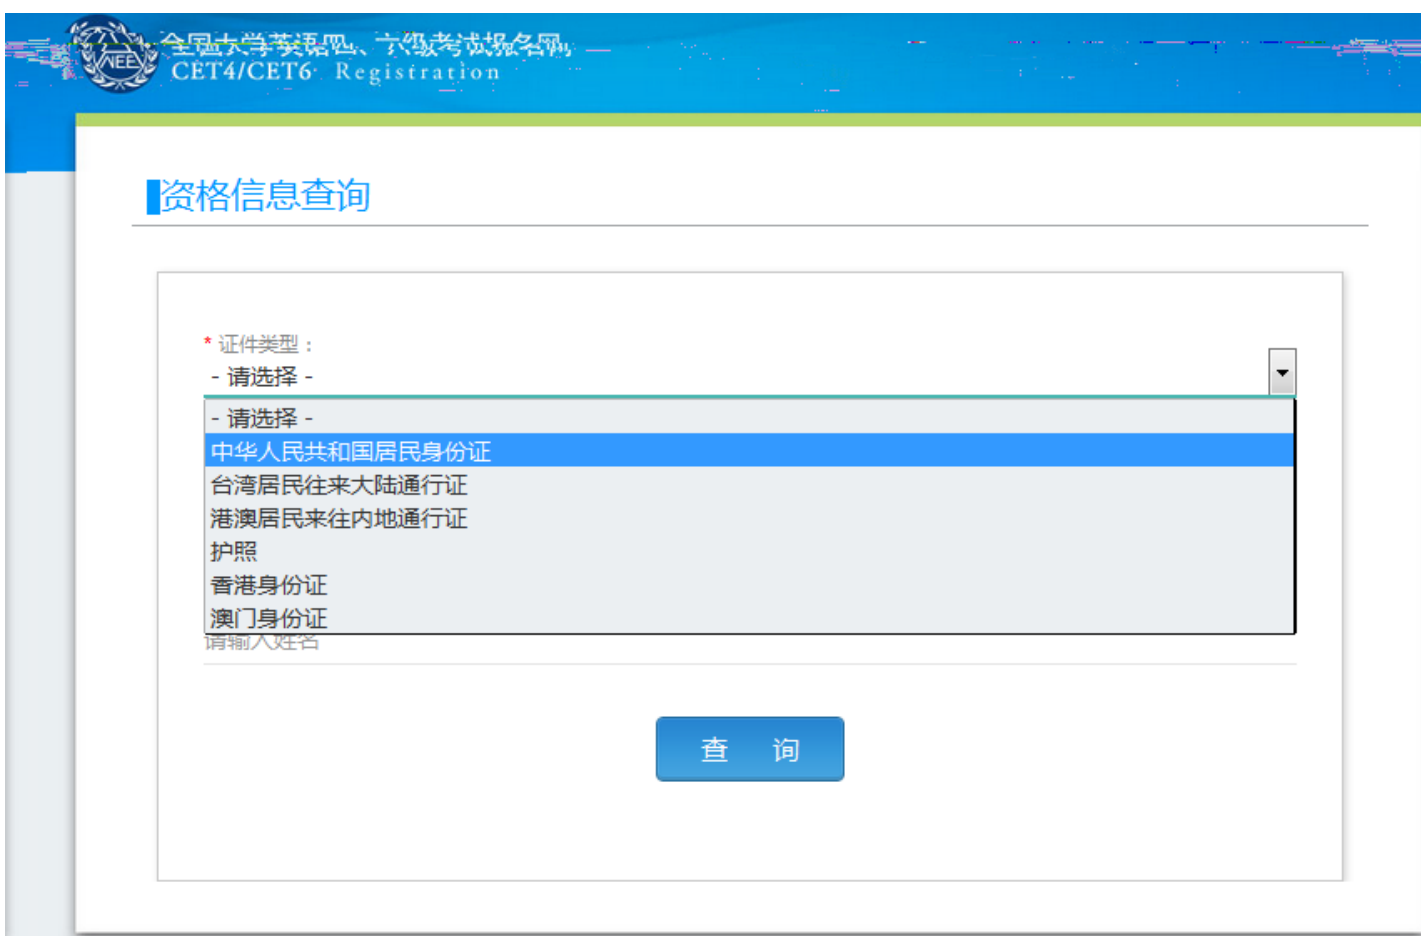 全国大学英语四、六级考试报名网
NEEA
CET4/CET6 Registration
资格信息查询
* 证件类型：
- 请选择 -
- 请选择 -
中华人民共和国居民身份证
台湾居民往来大陆通行证
港澳居民来往内地通行证
护照
香港身份证
澳门身份证
请输入姓名
查 询